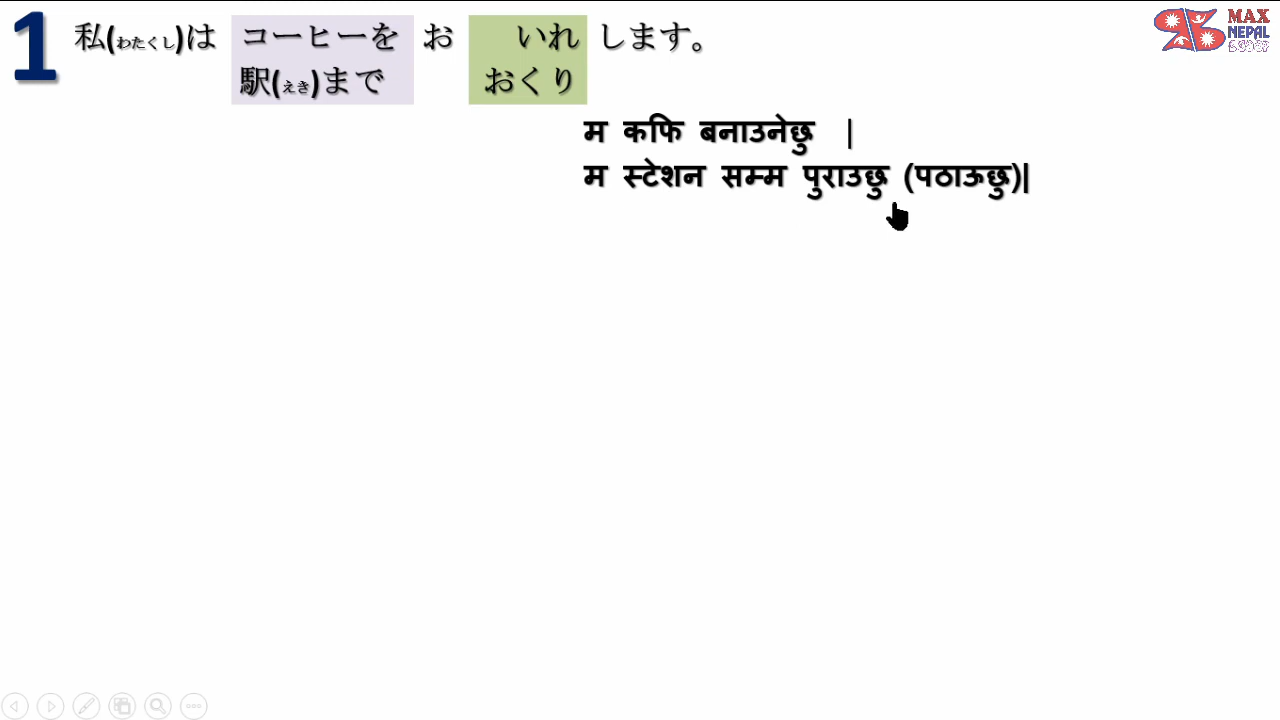 1 私(わたくし)は コーヒーを お いれ します。
駅(えき)まで おくり
म कफि बनाउनेछु |
म स्टेशन सम्म पुराउछु (पठाऊछु)|
MAX
NEPAL